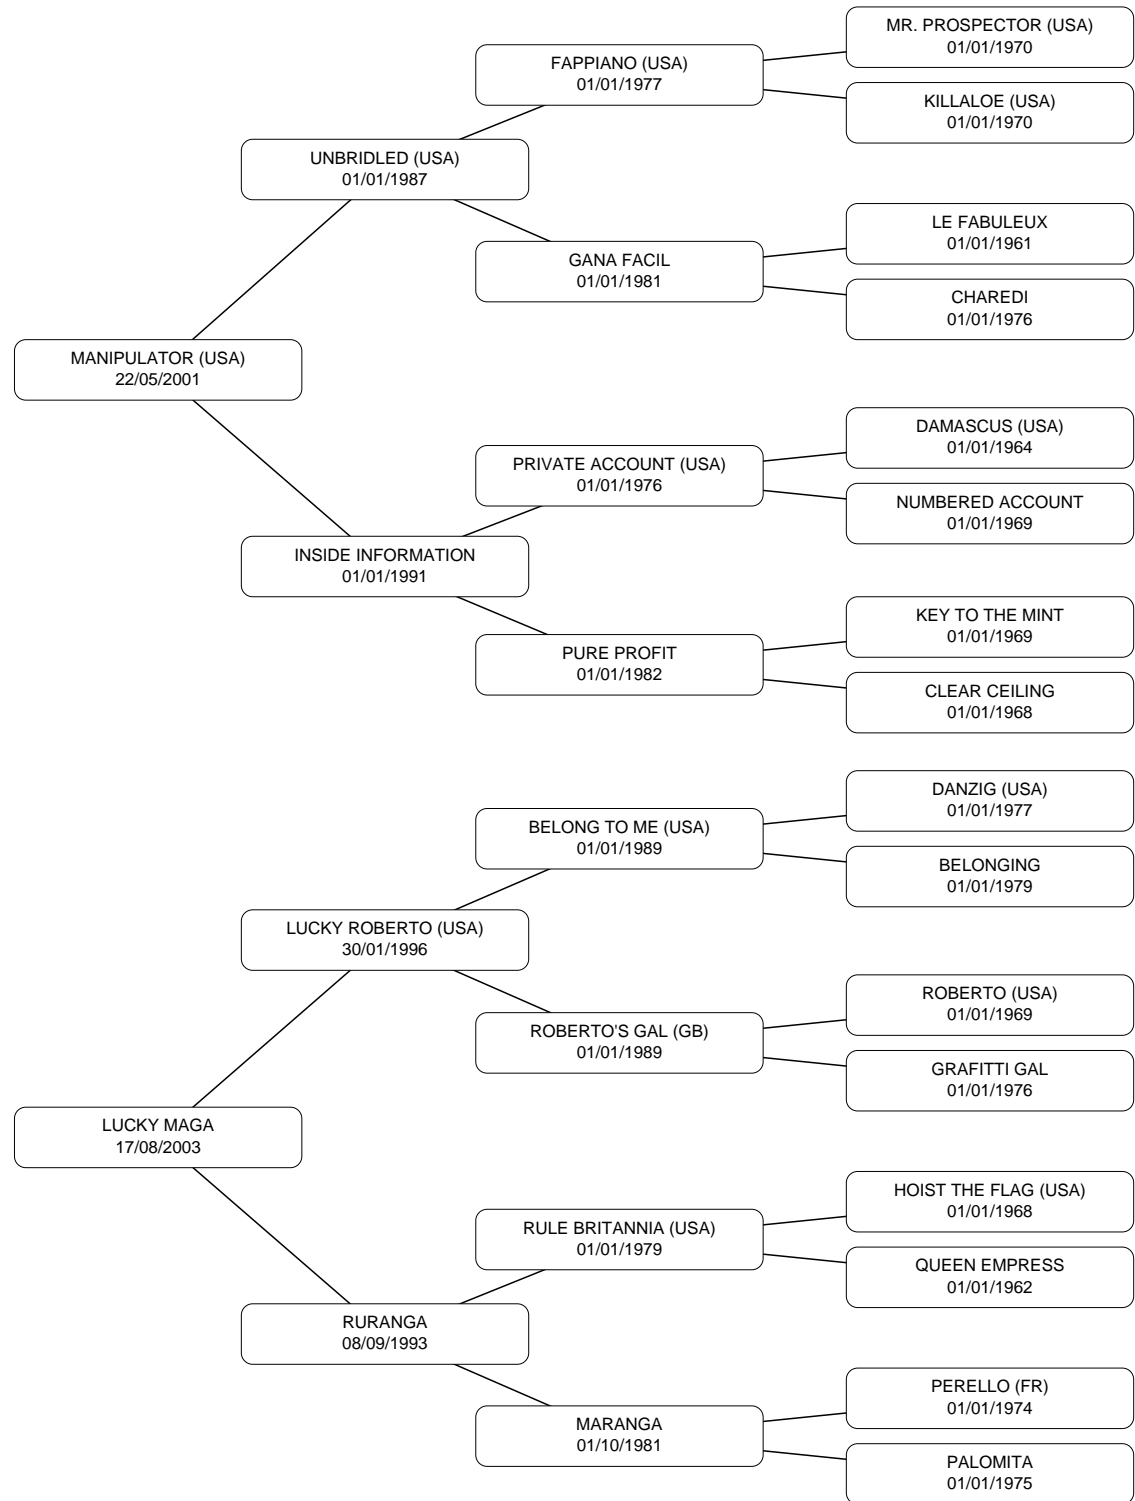 MR. PROSPECTOR (USA)
01/01/1970
FAPPIANO (USA)
01/01/1977
KILLALOE (USA)
01/01/1970
UNBRIDLED (USA)
01/01/1987
LE FABULEUX
01/01/1961
GANA FACIL
01/01/1981
CHAREDI
01/01/1976
MANIPULATOR (USA)
22/05/2001
DAMASCUS (USA)
01/01/1964
PRIVATE ACCOUNT (USA)
01/01/1976
NUMBERED ACCOUNT
01/01/1969
INSIDE INFORMATION
01/01/1991
KEY TO THE MINT
01/01/1969
PURE PROFIT
01/01/1982
CLEAR CEILING
01/01/1968
DANZIG (USA)
01/01/1977
BELONG TO ME (USA)
01/01/1989
BELONGING
01/01/1979
LUCKY ROBERTO (USA)
30/01/1996
ROBERTO (USA)
01/01/1969
ROBERTO'S GAL (GB)
01/01/1989
GRAFITTI GAL
01/01/1976
LUCKY MAGA
17/08/2003
HOIST THE FLAG (USA)
01/01/1968
RULE BRITANNIA (USA)
01/01/1979
QUEEN EMPRESS
01/01/1962
RURANGA
08/09/1993
PERELLO (FR)
01/01/1974
MARANGA
01/10/1981
PALOMITA
01/01/1975